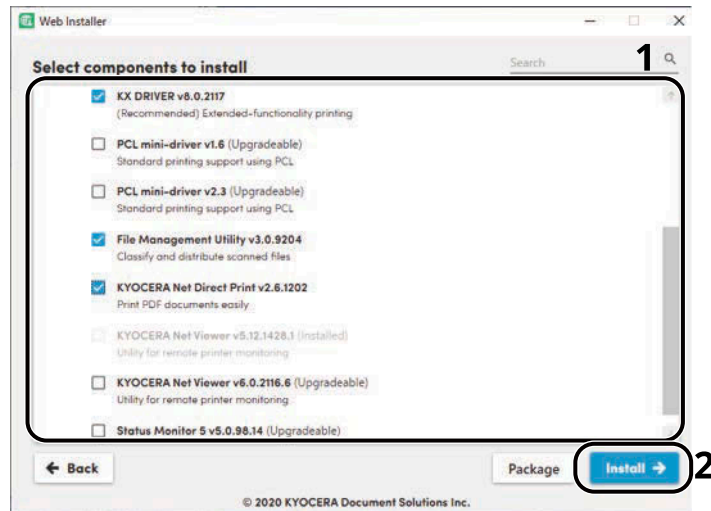 Web Installer
Select components to install
Search
1
KX DRIVER v8.0.2117
(Recommended) Extended-functionality printing
PCL mini-driver v1.6 (Upgradeable)
Standard printing support using PCL
PCL mini-driver v2.3 (Upgradeable)
Standard printing support using PCL
File Management Utility v3.0.9204
Classify and distribute scanned files
KYOCERA Net Direct Print v2.6.1202
Print PDF documents easily
KYOCERA Net Viewer v5.12.1428.1 (Installed)
Utility for remote printer monitoring
KYOCERA Net Viewer v6.0.2116.6 (Upgradeable)
Utility for remote printer monitoring
Status Monitor 5 v5.0.98.14 (Upgradeable)
Back
Package
Install
2
© 2020 KYOCERA Document Solutions Inc.